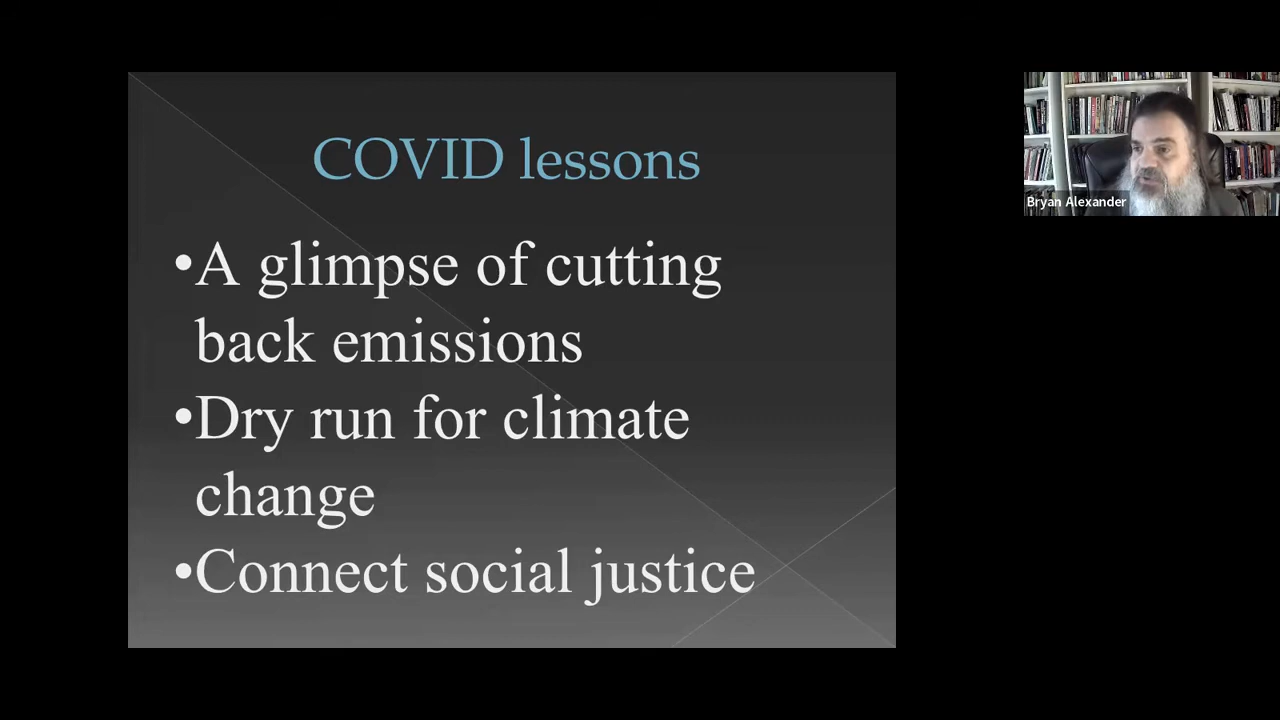 COVID lessons
•A glimpse of cutting
back emissions
•Dry run for climate
change
•Connect social justice
Bryan Alexander